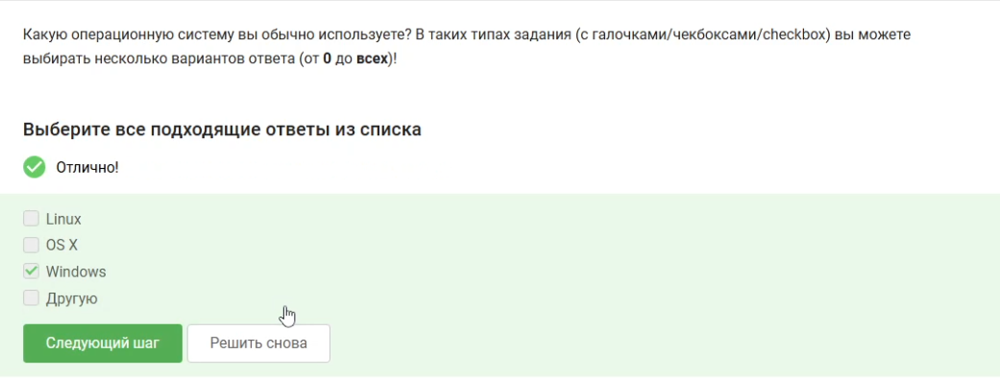 Какую операционную систему вы обычно используете? В таких типах задания (с галочками/чекбоксами/checkbox) вы можете
выбирать несколько вариантов ответа (от 0 до всех)!
Выберите все подходящие ответы из списка
Отлично!
Linux
OS X
Windows
Другую
Следующий шаг
Решить снова